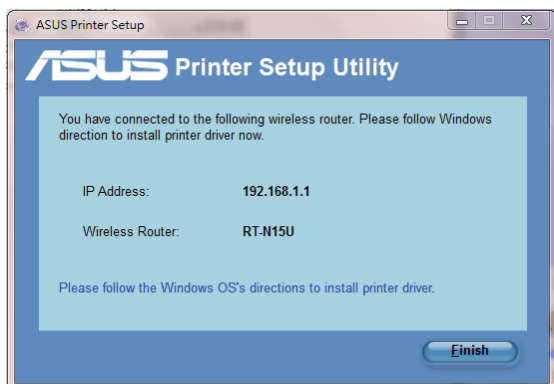 ASUS Printer Setup
ASUS Printer Setup Utility
You have connected to the following wireless router. Please follow Windows
direction to install printer driver now.
IP Address: 192.168.1.1
Wireless Router: RT-N15U
Please follow the Windows OS's directions to install printer driver.
Finish